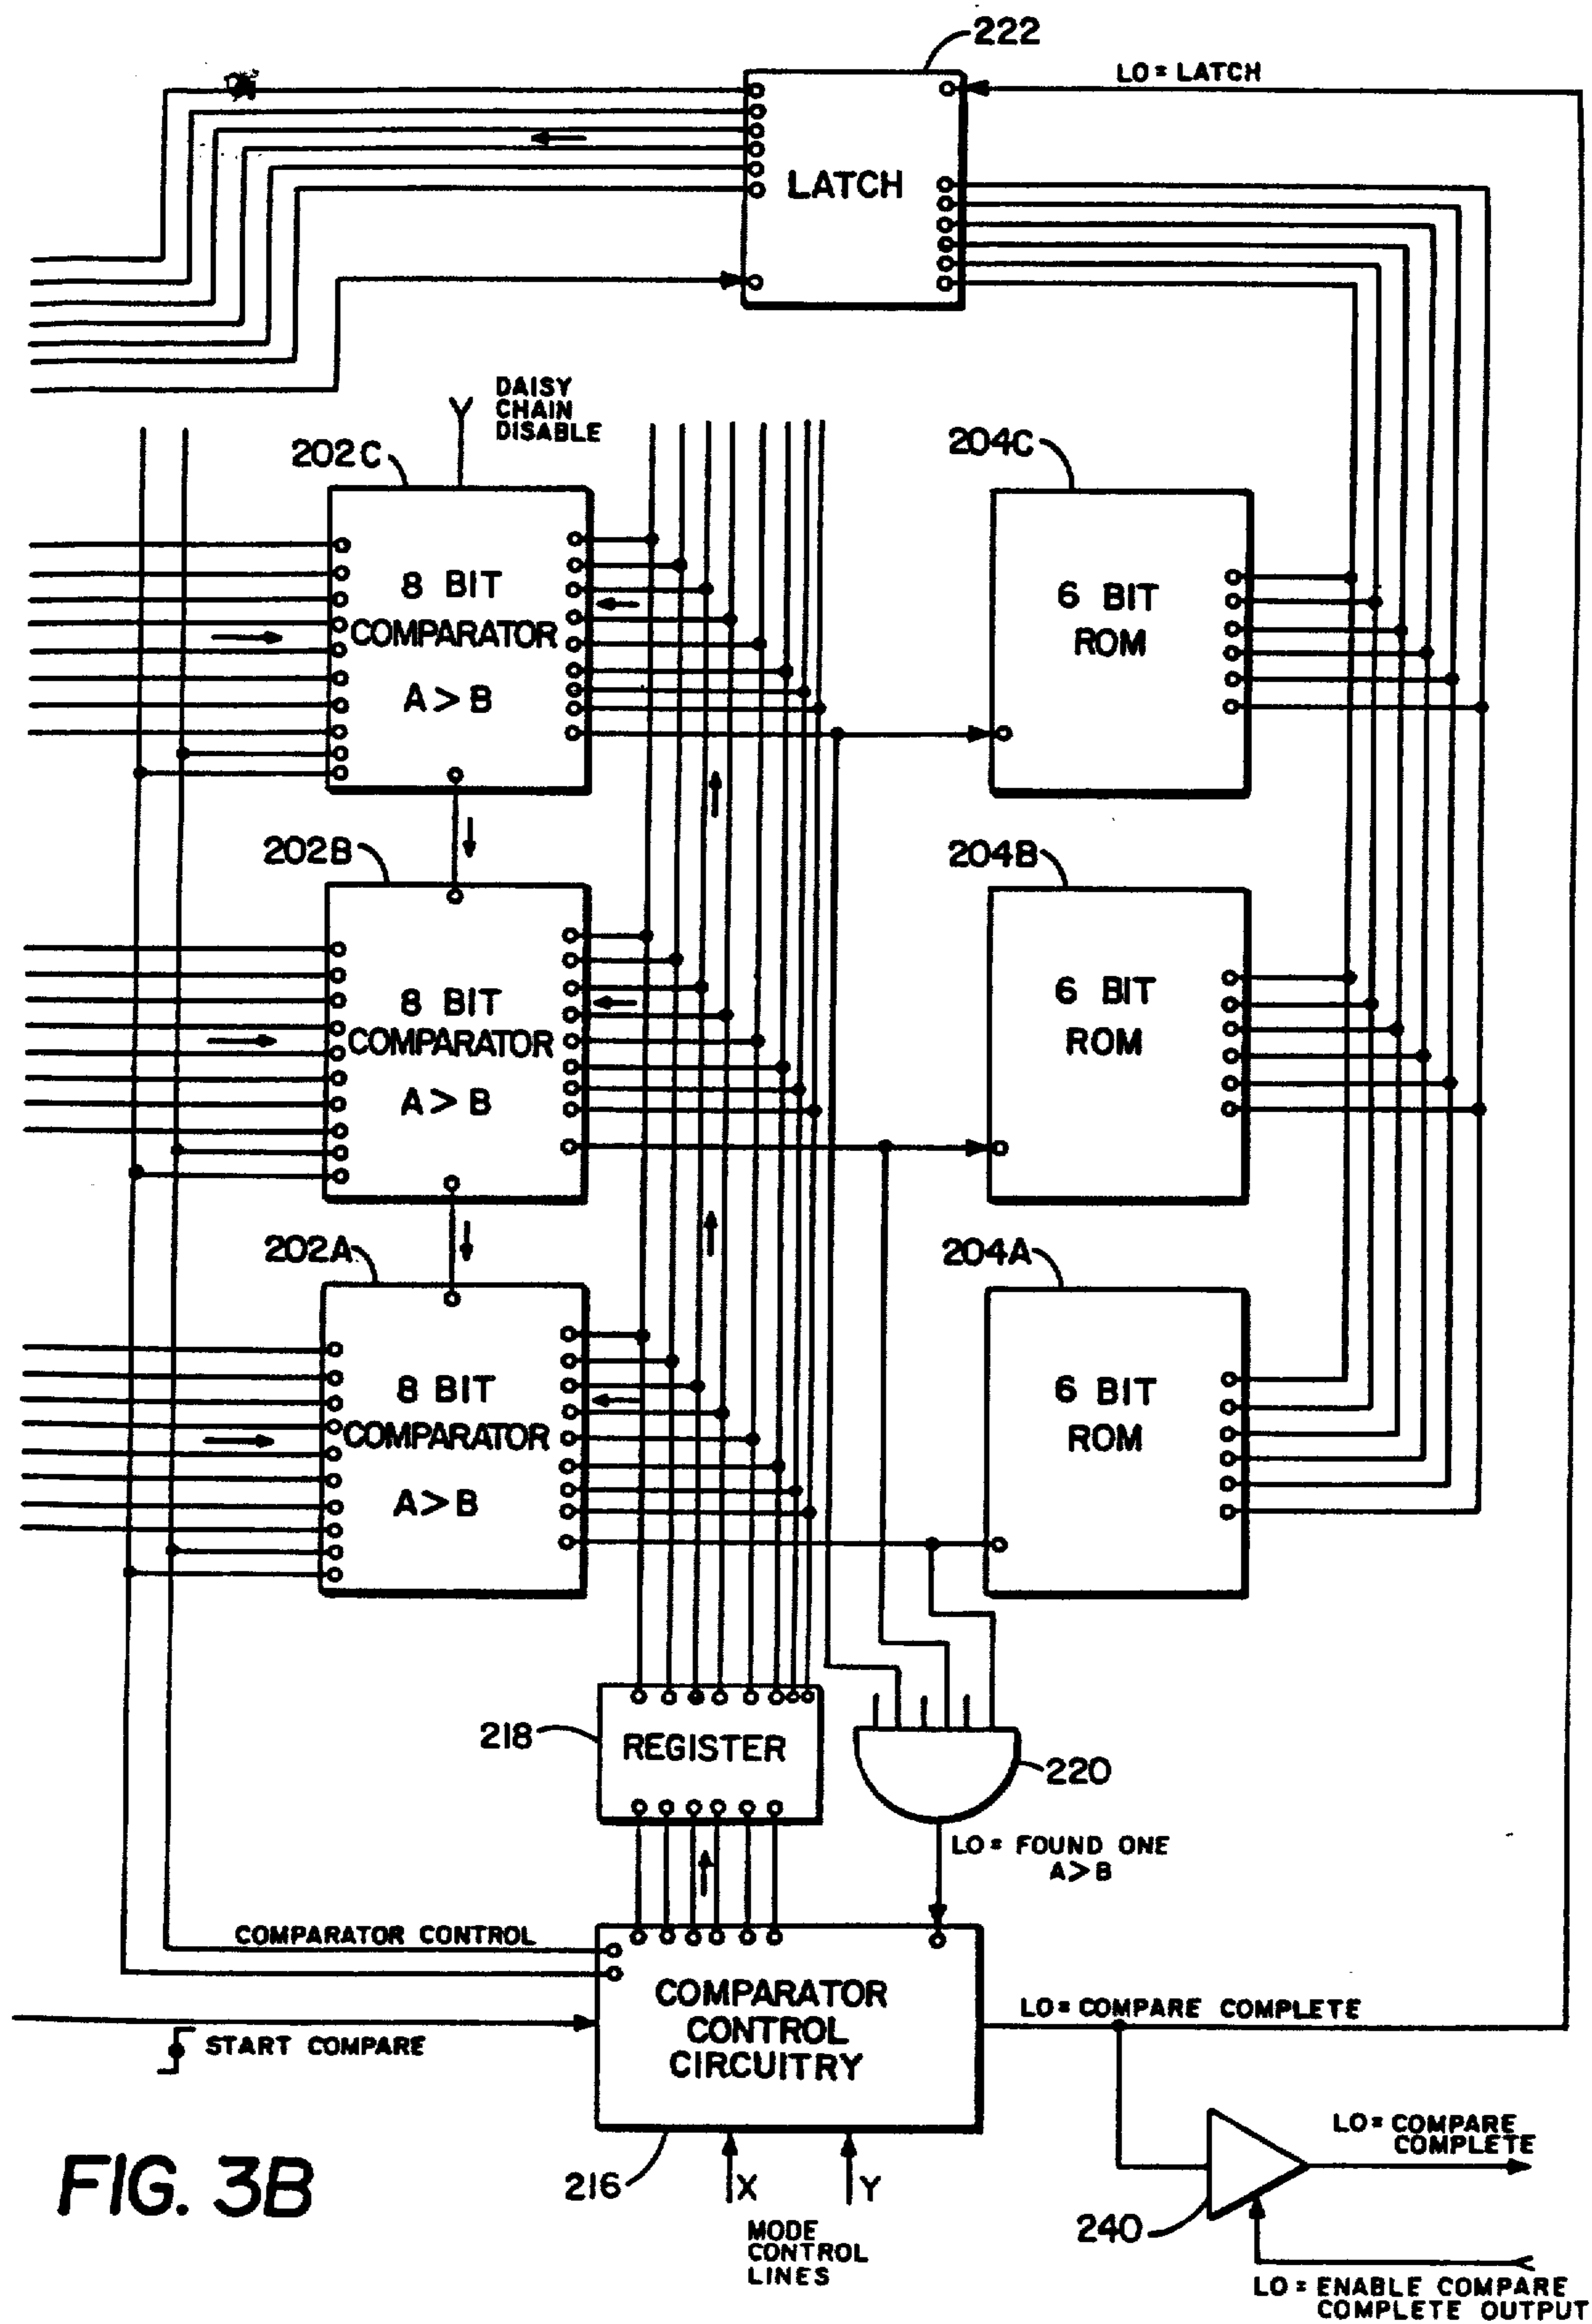 222
LO = LATCH
LATCH
DAISY
CHAIN
DISABLE
202C
204C
8 BIT
COMPARATOR
A > B
6 BIT
ROM
202B
204B
8 BIT
COMPARATOR
A > B
6 BIT
ROM
202A
204A
8 BIT
COMPARATOR
A > B
6 BIT
ROM
218
REGISTER
220
LO = FOUND ONE
A > B
COMPARATOR CONTROL
COMPARATOR
CONTROL
CIRCUITRY
LO = COMPARE COMPLETE
START COMPARE
LO = COMPARE
COMPLETE
FIG. 3B
216
X
Y
MODE
CONTROL
LINES
240
LO = ENABLE COMPARE
COMPLETE OUTPUT